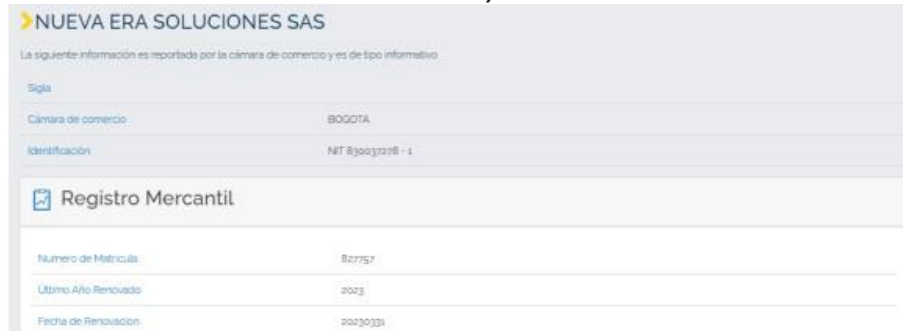 NUEVA ERA SOLUCIONES SAS
La siguiente información es reportada por la cámara de comercio y es de tipo informativo
Sigla
Cámara de comercio BOGOTA
Identificación NIT 830037278 - 1
Registro Mercantil
Numero de Matricula 827757
Último Año Renovado 2023
Fecha de Renovacion 20230331